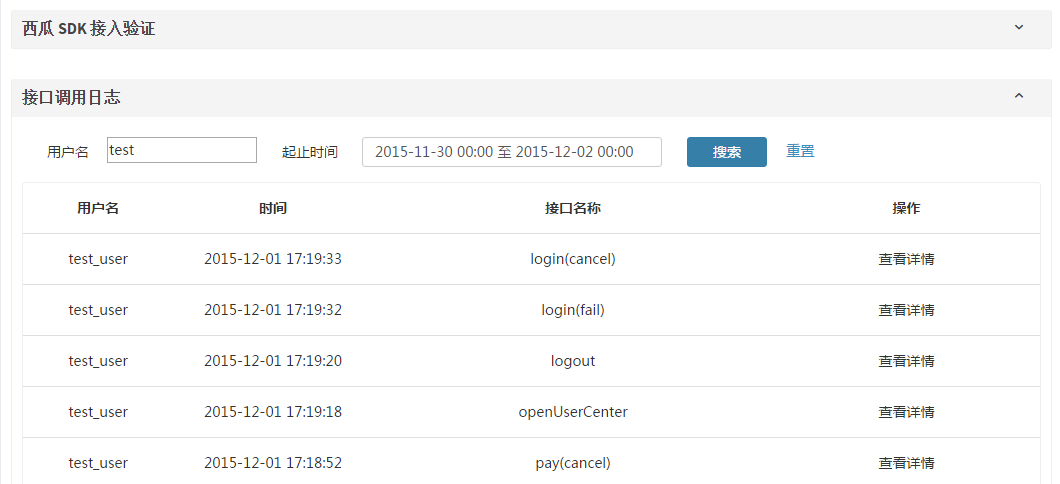 西瓜 SDK 接入验证
接口调用日志
用户名 test 起止时间 2015-11-30 00:00 至 2015-12-02 00:00 搜索 重置
用户名 时间 接口名称 操作
test_user 2015-12-01 17:19:33 login(cancel) 查看详情
test_user 2015-12-01 17:19:32 login(fail) 查看详情
test_user 2015-12-01 17:19:20 logout 查看详情
test_user 2015-12-01 17:19:18 openUserCenter 查看详情
test_user 2015-12-01 17:18:52 pay(cancel) 查看详情